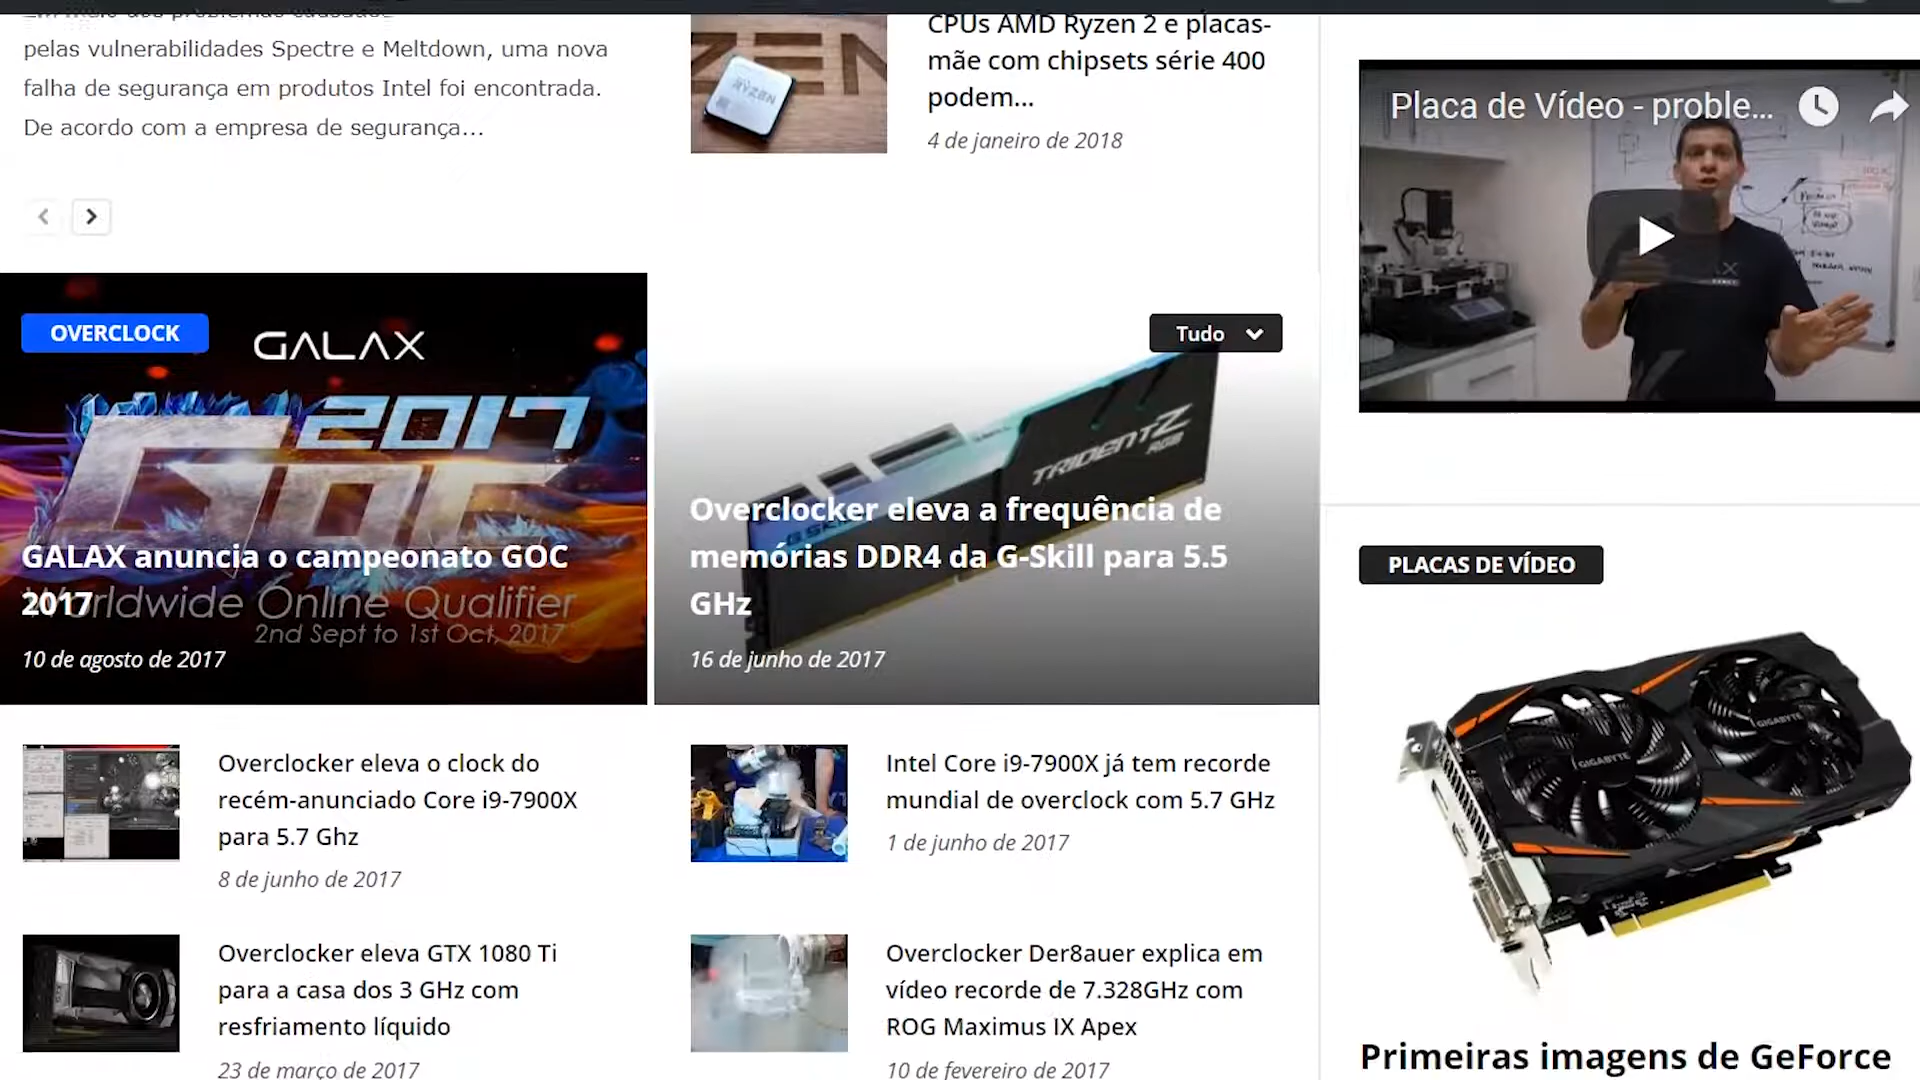 pelas vulnerabilidades Spectre e Meltdown, uma nova
falha de segurança em produtos Intel foi encontrada.
De acordo com a empresa de segurança...
CPUs AMD Ryzen 2 e placas-
mãe com chipsets série 400
podem...
4 de janeiro de 2018
RYZEN
Placa de Vídeo - proble...
OVERCLOCK
GALAX
2017
GOC
GALAX anuncia o campeonato GOC
2017
Worldwide Online Qualifier
2nd Sept to 1st Oct, 2017
10 de agosto de 2017
Tudo
TRIDENT Z
RGB
Overclocker eleva a frequência de
memórias DDR4 da G-Skill para 5.5
GHz
16 de junho de 2017
Overclocker eleva o clock do
recém-anunciado Core i9-7900X
para 5.7 Ghz
8 de junho de 2017
Intel Core i9-7900X já tem recorde
mundial de overclock com 5.7 GHz
1 de junho de 2017
Overclocker eleva GTX 1080 Ti
para a casa dos 3 GHz com
resfriamento líquido
23 de março de 2017
Overclocker Der8auer explica em
vídeo recorde de 7.328GHz com
ROG Maximus IX Apex
10 de fevereiro de 2017
PLACAS DE VÍDEO
GIGABYTE
GIGABYTE
Primeiras imagens de GeForce